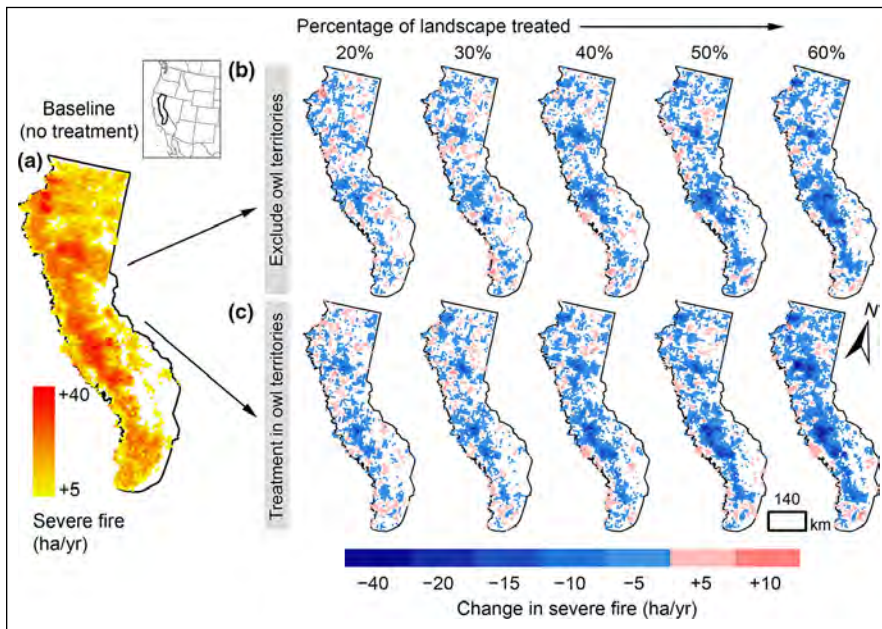 Percentage of landscape treated
20% 30% 40% 50% 60%
(b)
Baseline
(no treatment)
(a)
Exclude owl territories
(c)
N
Treatment in owl territories
+40
+5
Severe fire
(ha/yr)
140
km
−40 −20 −15 −10 −5 +5 +10
Change in severe fire (ha/yr)